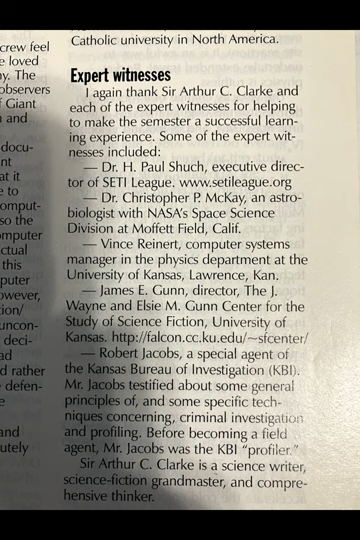 Catholic university in North America.
Expert witnesses
I again thank Sir Arthur C. Clarke and
each of the expert witnesses for helping
to make the semester a successful learn-
ing experience. Some of the expert wit-
nesses included:
— Dr. H. Paul Shuch, executive direc-
tor of SETI League. www.setileague.org
— Dr. Christopher P. McKay, an astro-
biologist with NASA's Space Science
Division at Moffett Field, Calif.
— Vince Reinert, computer systems
manager in the physics department at the
University of Kansas, Lawrence, Kan.
— James E. Gunn, director, The J.
Wayne and Elsie M. Gunn Center for the
Study of Science Fiction, University of
Kansas. http://falcon.cc.ku.edu/~sfcenter/
— Robert Jacobs, a special agent of
the Kansas Bureau of Investigation (KBI).
Mr. Jacobs testified about some general
principles of, and some specific tech-
niques concerning, criminal investigation
and profiling. Before becoming a field
agent, Mr. Jacobs was the KBI "profiler."
Sir Arthur C. Clarke is a science writer,
science-fiction grandmaster, and compre-
hensive thinker.
crew feel
e loved
The
observers
f Giant
and
docu-
at it
e to
omput-
so the
omputer
ctual
this
puter
owever,
tion/
uncon-
deci-
ad
d rather
defen-
e
and
utely